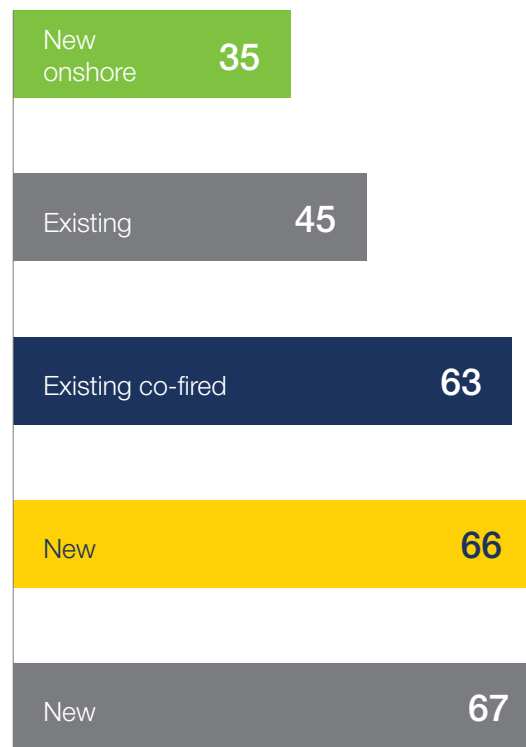 New
onshore 35
Existing 45
Existing co-fired 63
New 66
New 67